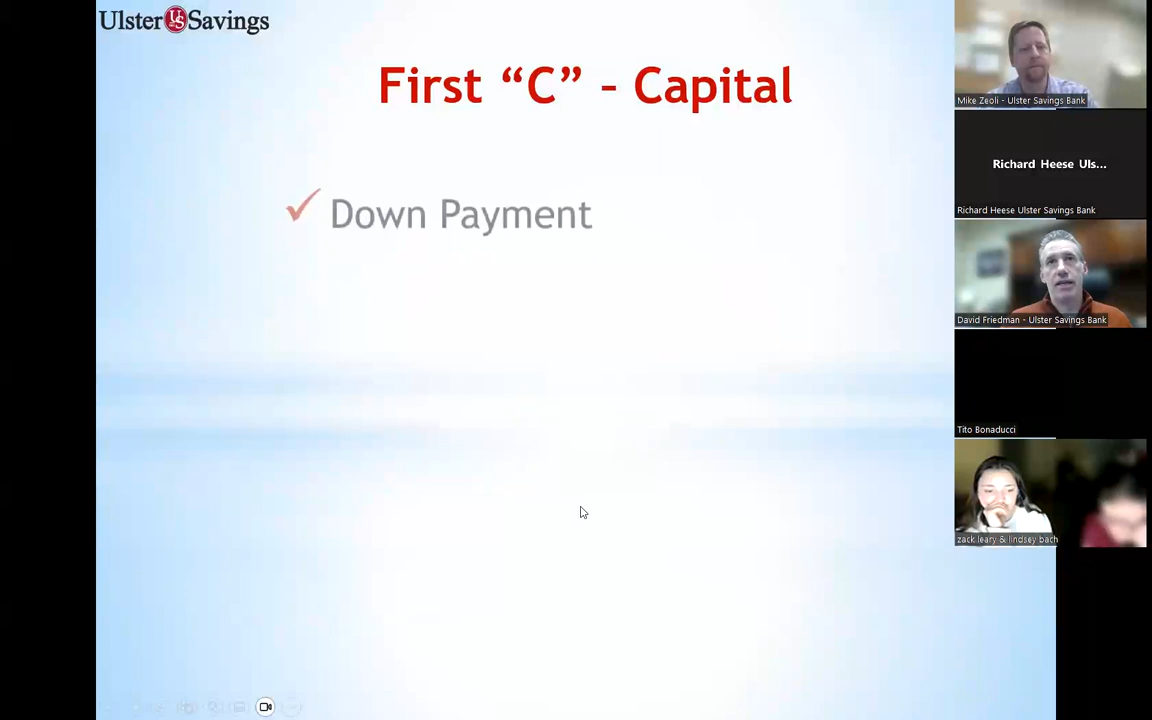 Ulster US Savings
First “C” - Capital
✓ Down Payment
Mike Zeoli - Ulster Savings Bank
Richard Heese Uls...
Richard Heese Ulster Savings Bank
David Friedman - Ulster Savings Bank
Tito Bonaducci
zack leary & lindsey bach